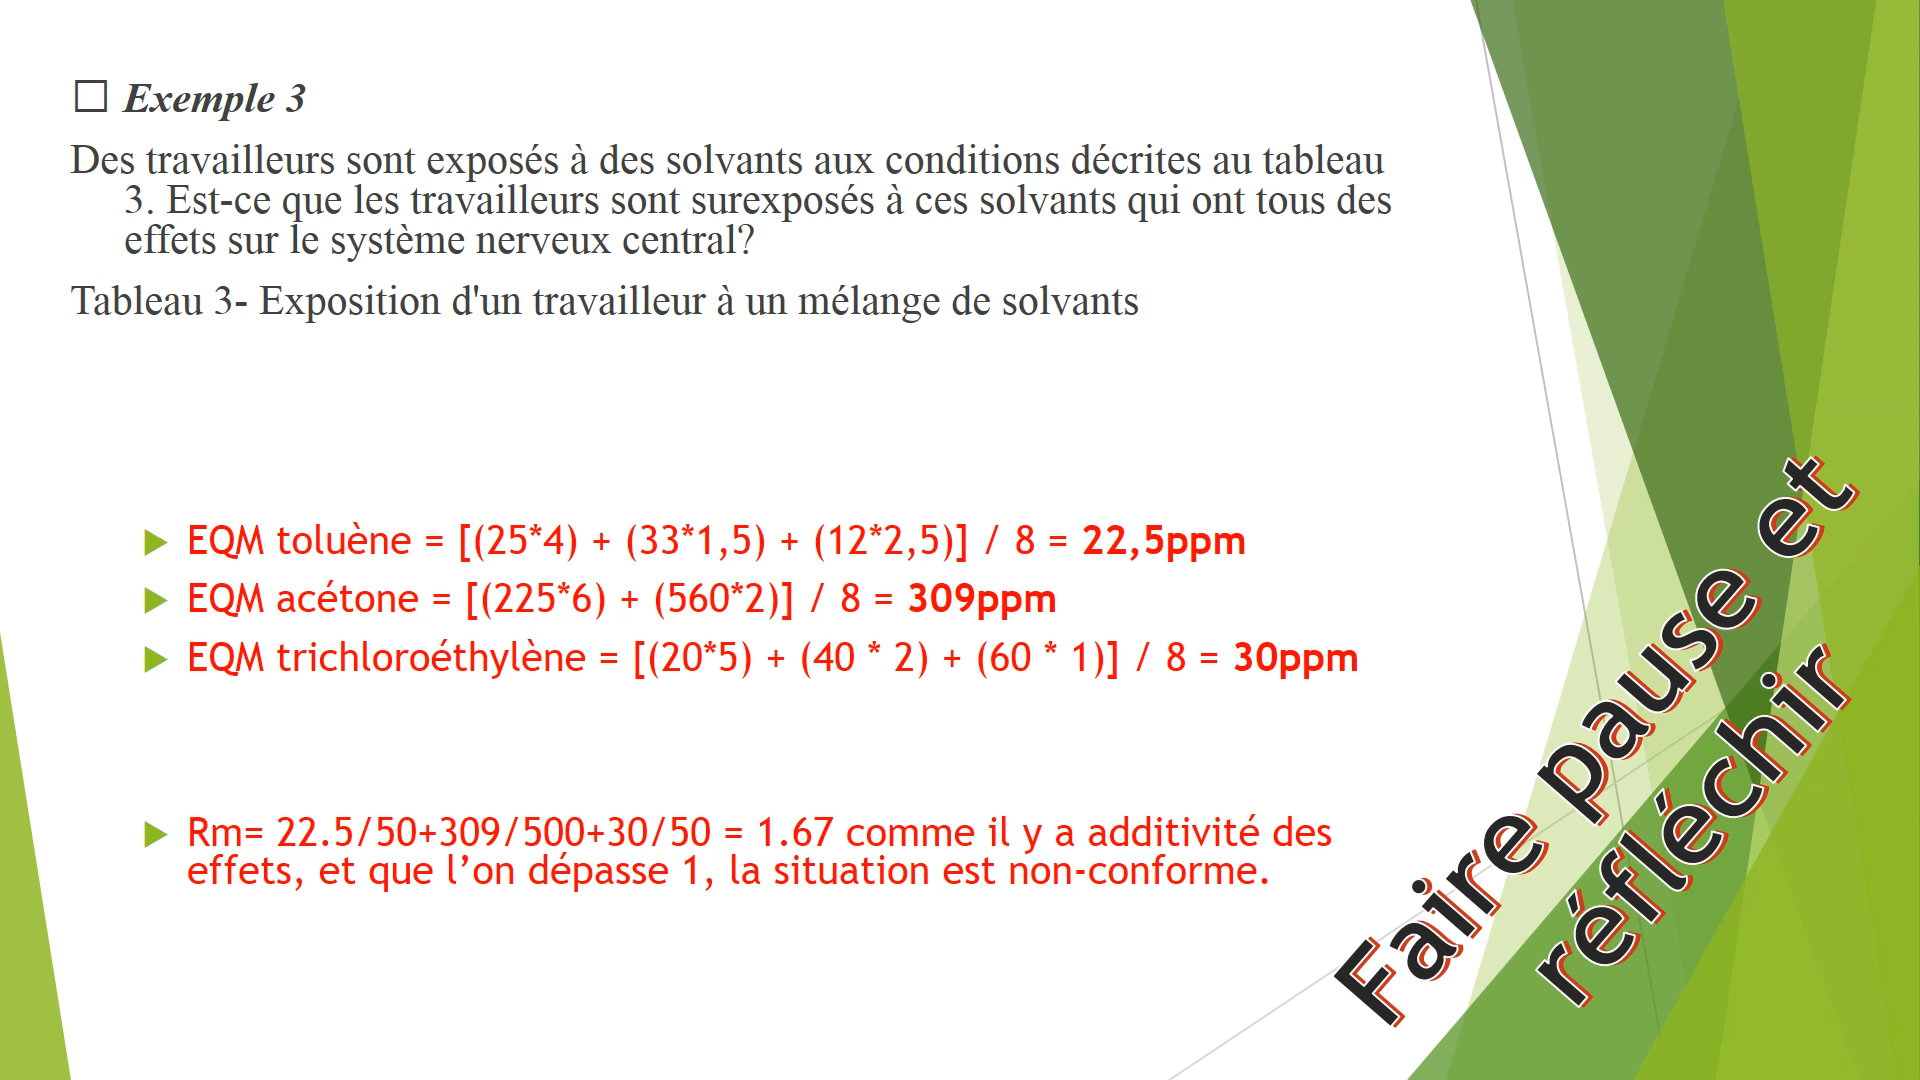 ☐ Exemple 3
Des travailleurs sont exposés à des solvants aux conditions décrites au tableau
3. Est-ce que les travailleurs sont surexposés à ces solvants qui ont tous des
effets sur le système nerveux central?
Tableau 3- Exposition d'un travailleur à un mélange de solvants
EQM toluène = [(25*4) + (33*1,5) + (12*2,5)] / 8 = 22,5ppm
EQM acétone = [(225*6) + (560*2)] / 8 = 309ppm
EQM trichloroéthylène = [(20*5) + (40 * 2) + (60 * 1)] / 8 = 30ppm
Rm= 22.5/50+309/500+30/50 = 1.67 comme il y a additivité des
effets, et que l’on dépasse 1, la situation est non-conforme.
Faire pause et
réfléchir